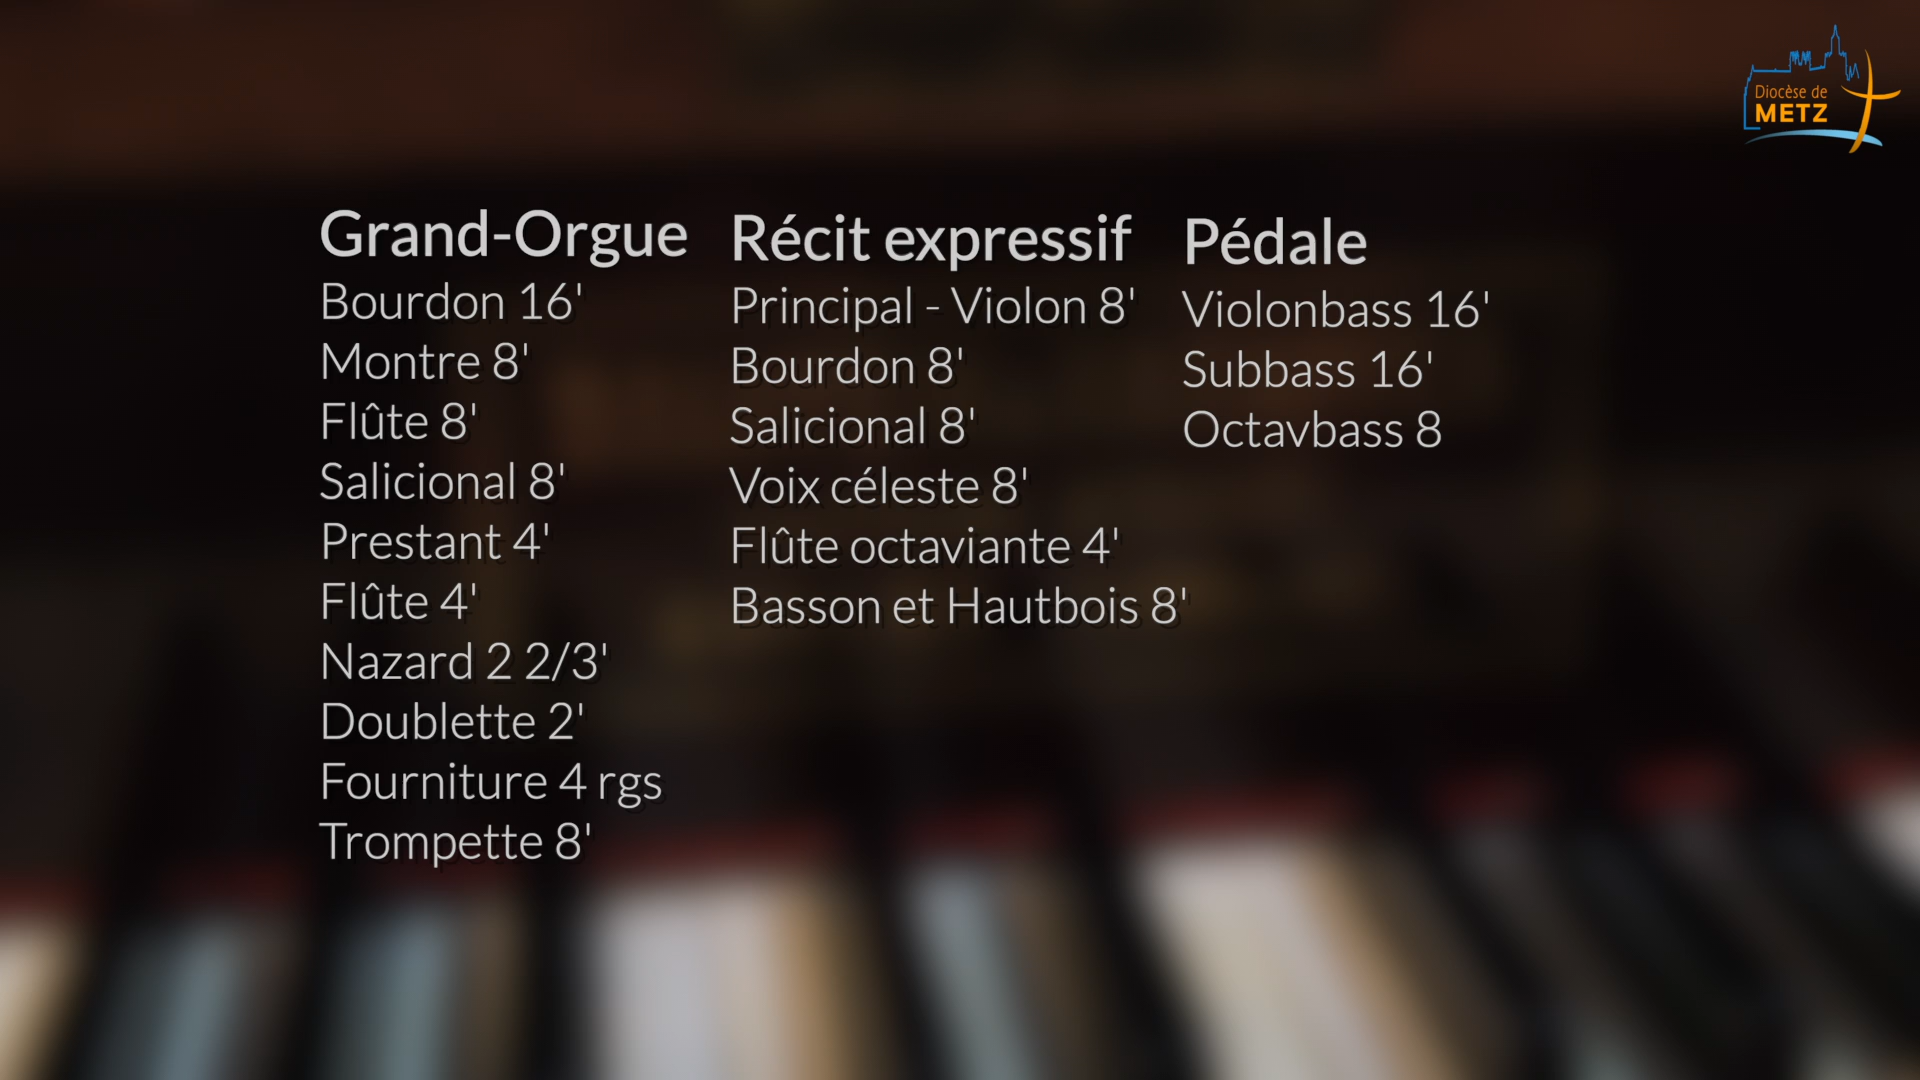 Diocèse de
METZ
Grand-Orgue
Bourdon 16'
Montre 8'
Flûte 8'
Salicional 8'
Prestant 4'
Flûte 4'
Nazard 2 2/3'
Doublette 2'
Fourniture 4 rgs
Trompette 8'
Récit expressif
Principal - Violon 8'
Bourdon 8'
Salicional 8'
Voix céleste 8'
Flûte octaviante 4'
Basson et Hautbois 8'
Pédale
Violonbass 16'
Subbass 16'
Octavbass 8